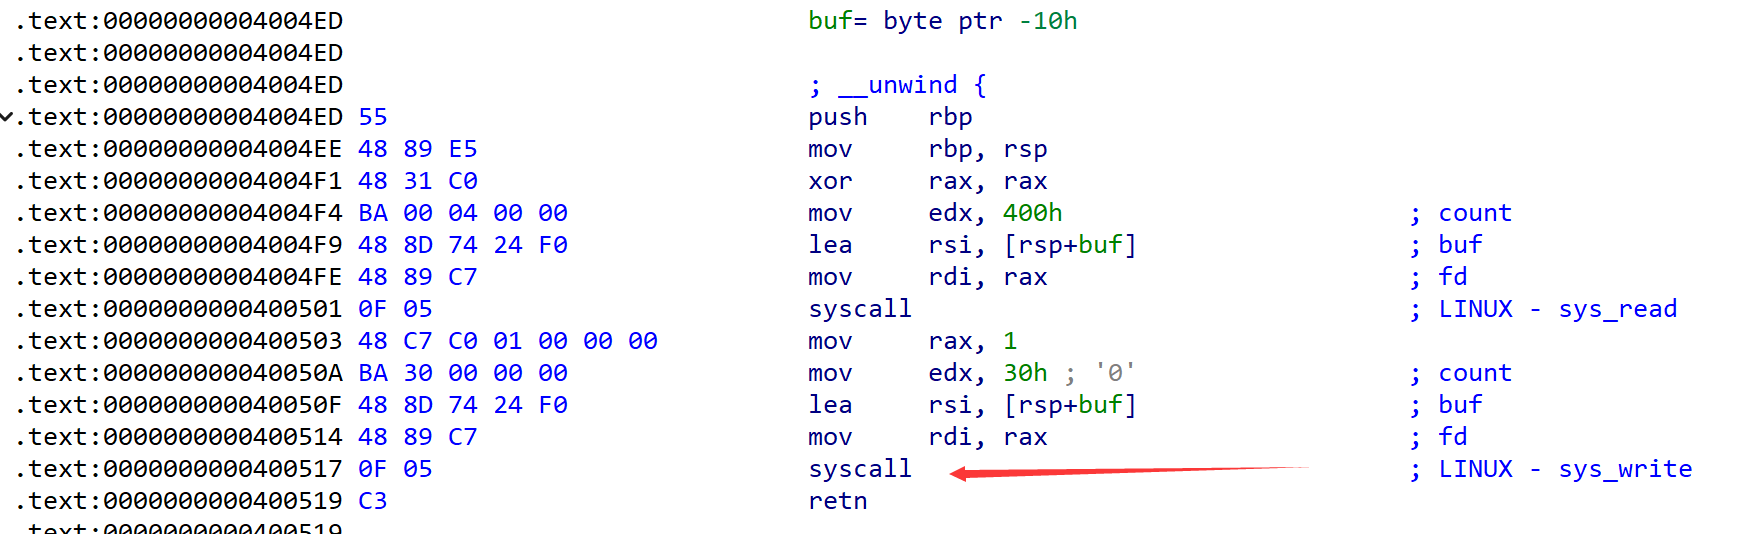 .text:00000000004004ED buf= byte ptr -10h
.text:00000000004004ED
.text:00000000004004ED ; __unwind {
.text:00000000004004ED 55 push rbp
.text:00000000004004EE 48 89 E5 mov rbp, rsp
.text:00000000004004F1 48 31 C0 xor rax, rax
.text:00000000004004F4 BA 00 04 00 00 mov edx, 400h ; count
.text:00000000004004F9 48 8D 74 24 F0 lea rsi, [rsp+buf] ; buf
.text:00000000004004FE 48 89 C7 mov rdi, rax ; fd
.text:0000000000400501 0F 05 syscall ; LINUX - sys_read
.text:0000000000400503 48 C7 C0 01 00 00 00 mov rax, 1
.text:000000000040050A BA 30 00 00 00 mov edx, 30h ; '0' ; count
.text:000000000040050F 48 8D 74 24 F0 lea rsi, [rsp+buf] ; buf
.text:0000000000400514 48 89 C7 mov rdi, rax ; fd
.text:0000000000400517 0F 05 syscall ; LINUX - sys_write
.text:0000000000400519 C3 retn
.text:0000000000400519